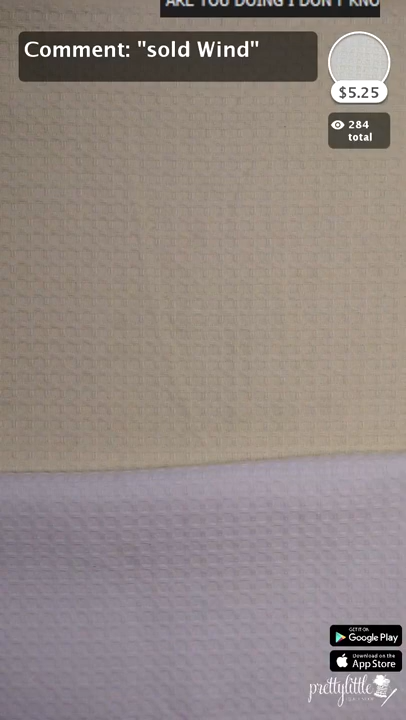 ARE YOU DOING I DON'T KNO
Comment: "sold Wind"
$5.25
284
total
GET IT ON
Google Play
Download on the
App Store
prettylittle